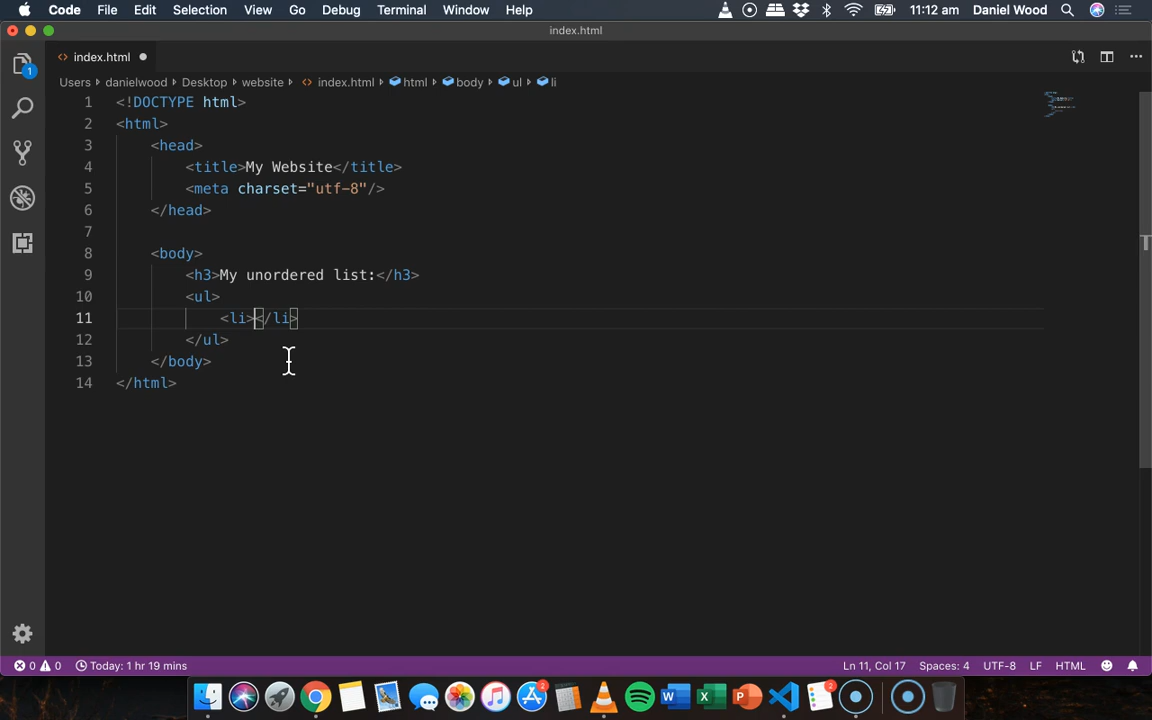 Code File Edit Selection View Go Debug Terminal Window Help 11:12 am Daniel Wood
index.html
1
index.html
Users danielwood Desktop website index.html html body ul li
1 <!DOCTYPE html>
2 <html>
3 <head>
4 <title>My Website</title>
5 <meta charset="utf-8"/>
6 </head>
7
8 <body>
9 <h3>My unordered list:</h3>
10 <ul>
11 <li></li>
12 </ul>
13 </body>
14 </html>
0 0 Today: 1 hr 19 mins Ln 11, Col 17 Spaces: 4 UTF-8 LF HTML
2 2